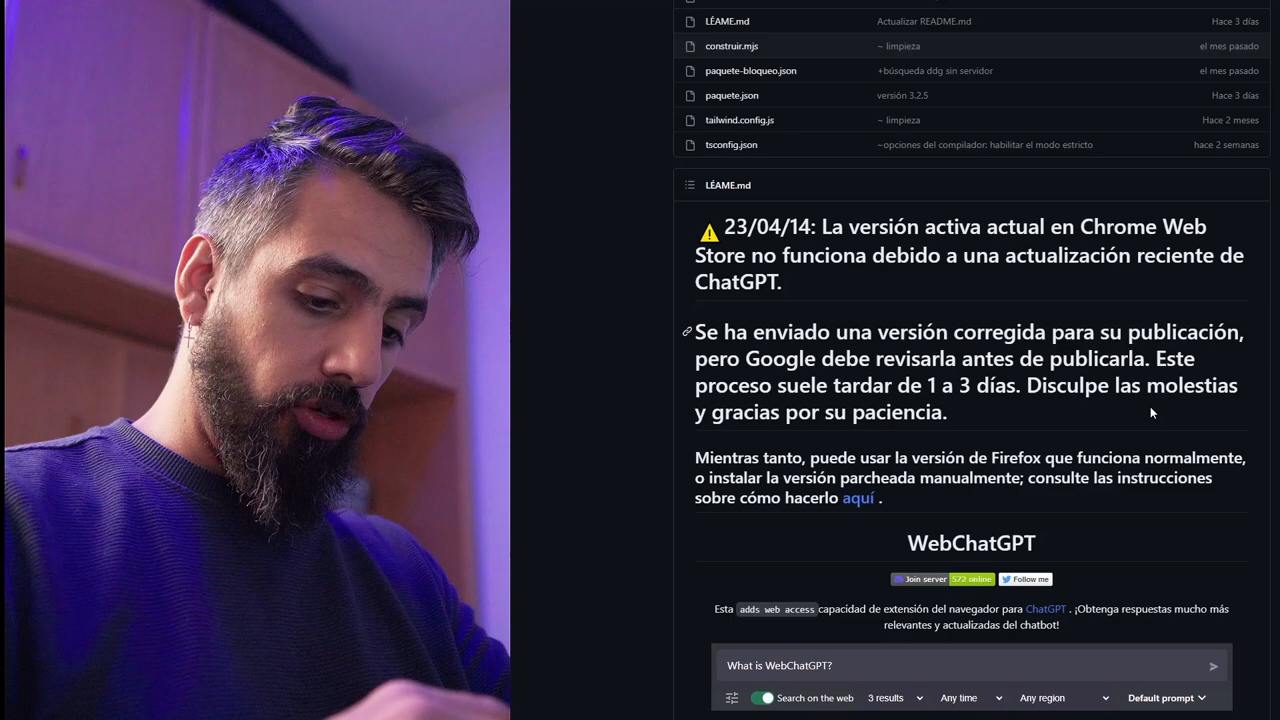 LÉAME.md Actualizar README.md Hace 3 días
construir.mjs ~ limpieza el mes pasado
paquete-bloqueo.json +búsqueda ddg sin servidor el mes pasado
paquete.json versión 3.2.5 Hace 3 días
tailwind.config.js ~ limpieza Hace 2 meses
tsconfig.json ~opciones del compilador: habilitar el modo estricto hace 2 semanas
LÉAME.md
⚠ 23/04/14: La versión activa actual en Chrome Web
Store no funciona debido a una actualización reciente de
ChatGPT.
Se ha enviado una versión corregida para su publicación,
pero Google debe revisarla antes de publicarla. Este
proceso suele tardar de 1 a 3 días. Disculpe las molestias
y gracias por su paciencia.
Mientras tanto, puede usar la versión de Firefox que funciona normalmente,
o instalar la versión parcheada manualmente; consulte las instrucciones
sobre cómo hacerlo aquí .
WebChatGPT
Join server 572 online Follow me
Esta adds web access capacidad de extensión del navegador para ChatGPT . ¡Obtenga respuestas mucho más
relevantes y actualizadas del chatbot!
What is WebChatGPT?
Search on the web 3 results Any time Any region Default prompt